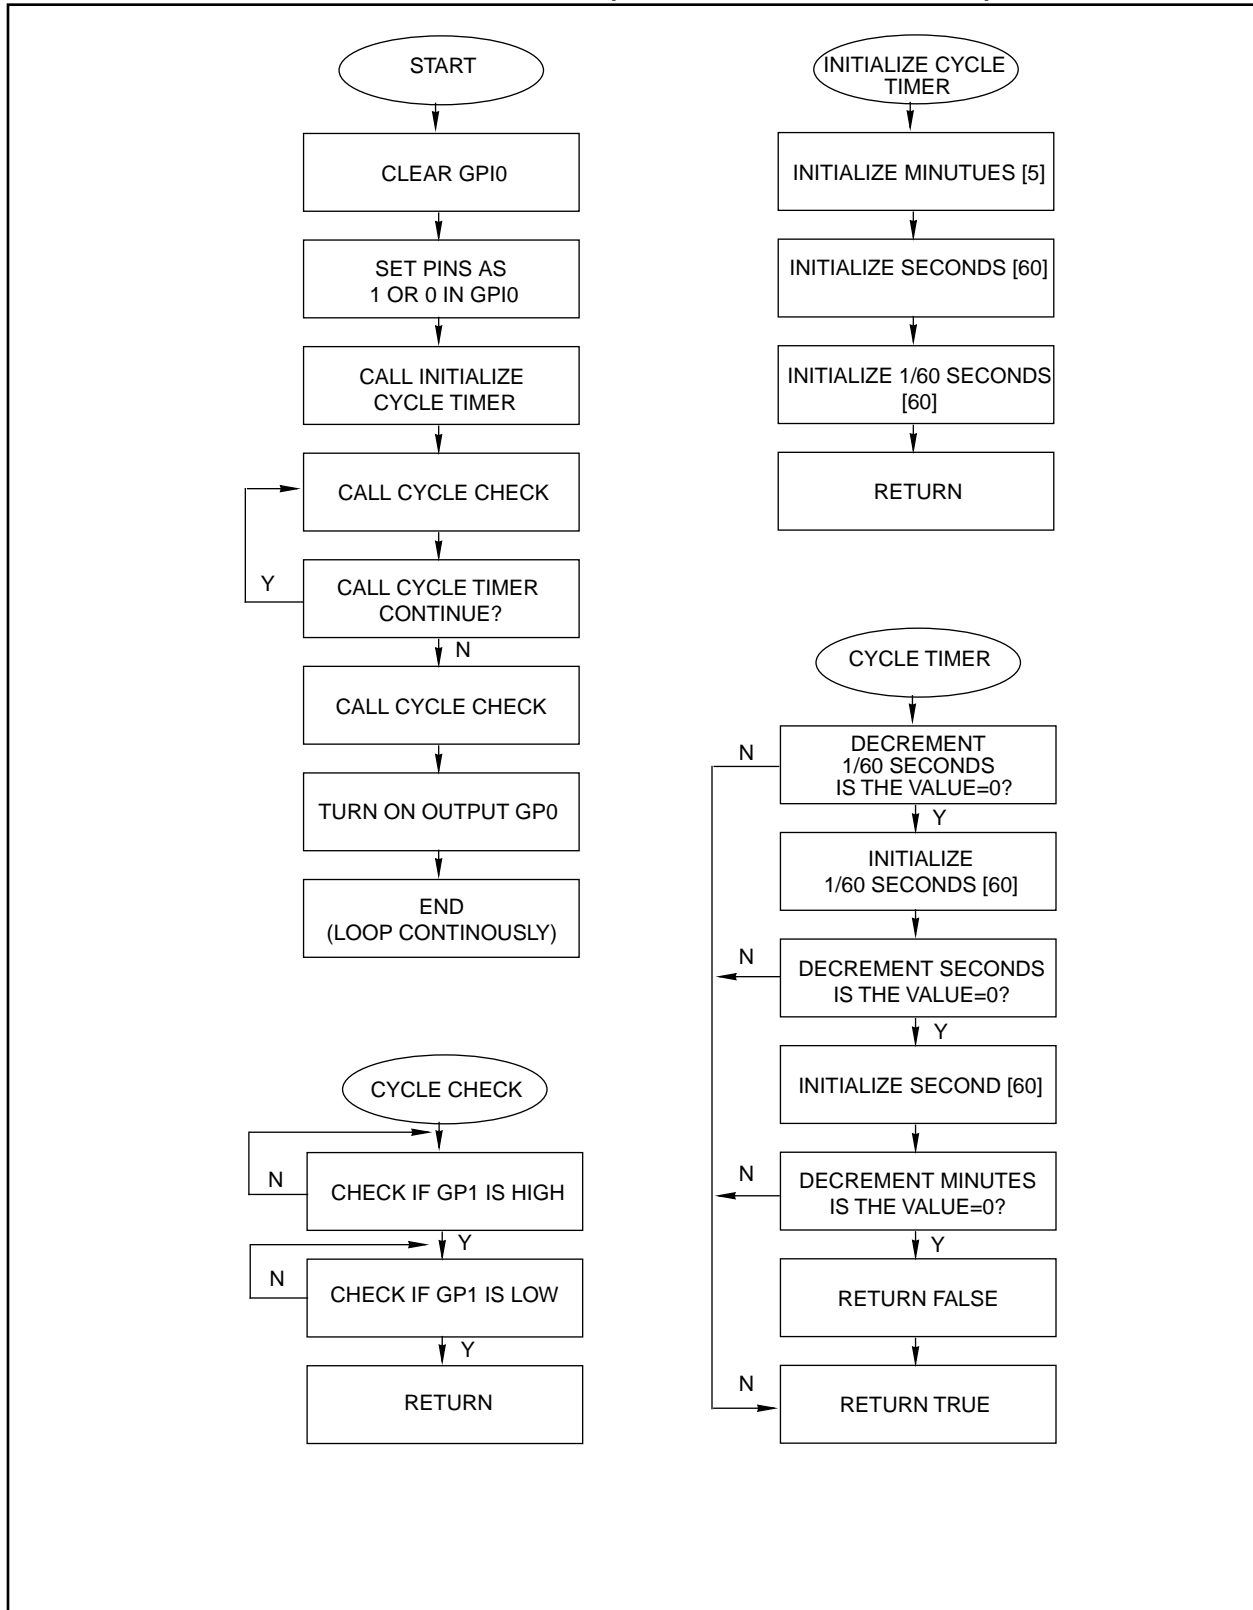 START
CLEAR GPI0
SET PINS AS
1 OR 0 IN GPI0
CALL INITIALIZE
CYCLE TIMER
CALL CYCLE CHECK
Y
CALL CYCLE TIMER
CONTINUE?
N
CALL CYCLE CHECK
TURN ON OUTPUT GP0
END
(LOOP CONTINOUSLY)
CYCLE CHECK
N
CHECK IF GP1 IS HIGH
Y
N
CHECK IF GP1 IS LOW
Y
RETURN
INITIALIZE CYCLE
TIMER
INITIALIZE MINUTUES [5]
INITIALIZE SECONDS [60]
INITIALIZE 1/60 SECONDS
[60]
RETURN
CYCLE TIMER
N
DECREMENT
1/60 SECONDS
IS THE VALUE=0?
Y
INITIALIZE
1/60 SECONDS [60]
N
DECREMENT SECONDS
IS THE VALUE=0?
Y
INITIALIZE SECOND [60]
N
DECREMENT MINUTES
IS THE VALUE=0?
Y
RETURN FALSE
N
RETURN TRUE